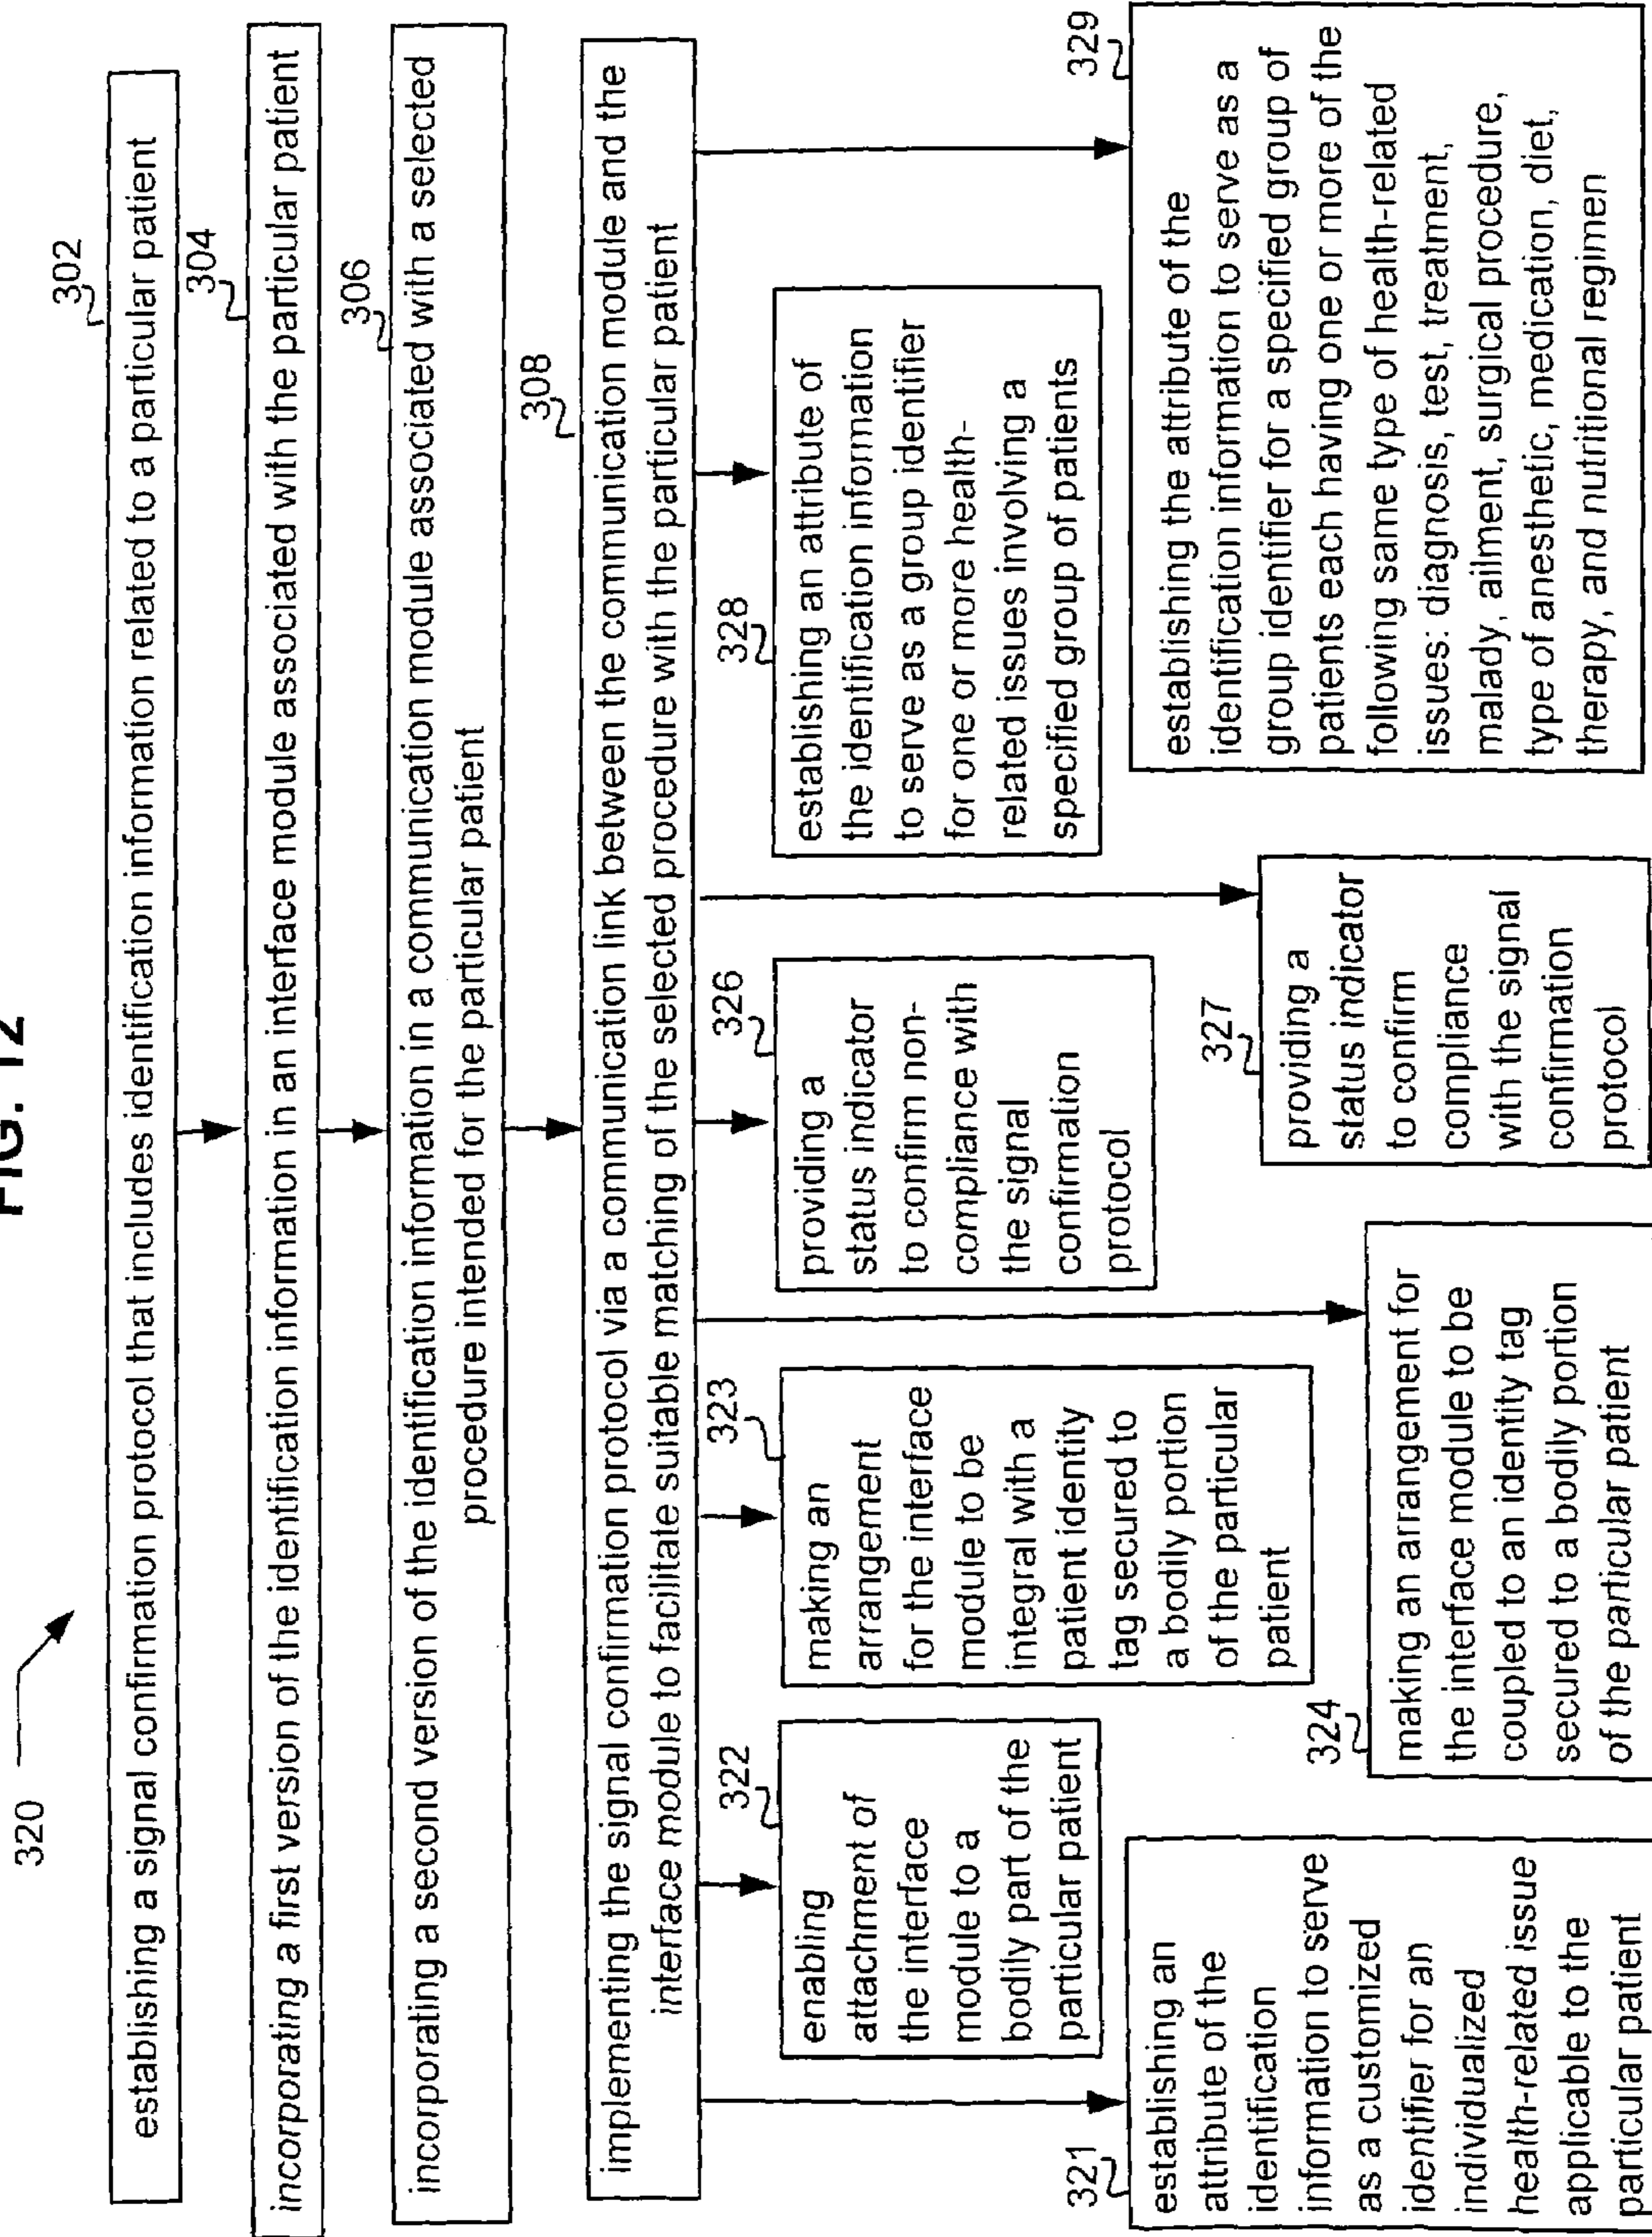 FIG. 12
320
302
establishing a signal confirmation protocol that includes identification information related to a particular patient
304
incorporating a first version of the identification information in an interface module associated with the particular patient
306
incorporating a second version of the identification information in a communication module associated with a selected
procedure intended for the particular patient
308
implementing the signal confirmation protocol via a communication link between the communication module and the
interface module to facilitate suitable matching of the selected procedure with the particular patient
321
establishing an
attribute of the
identification
information to serve
as a customized
identifier for an
individualized
health-related issue
applicable to the
particular patient
322
enabling
attachment of
the interface
module to a
bodily part of the
particular patient
323
making an
arrangement
for the interface
module to be
integral with a
patient identity
tag secured to
a bodily portion
of the particular
patient
324
making an arrangement for
the interface module to be
coupled to an identity tag
secured to a bodily portion
of the particular patient
326
providing a
status indicator
to confirm non-
compliance with
the signal
confirmation
protocol
327
providing a
status indicator
to confirm
compliance
with the signal
confirmation
protocol
328
establishing an attribute of
the identification information
to serve as a group identifier
for one or more health-
related issues involving a
specified group of patients
329
establishing the attribute of the
identification information to serve as a
group identifier for a specified group of
patients each having one or more of the
following same type of health-related
issues: diagnosis, test, treatment,
malady, ailment, surgical procedure,
type of anesthetic, medication, diet,
therapy, and nutritional regimen